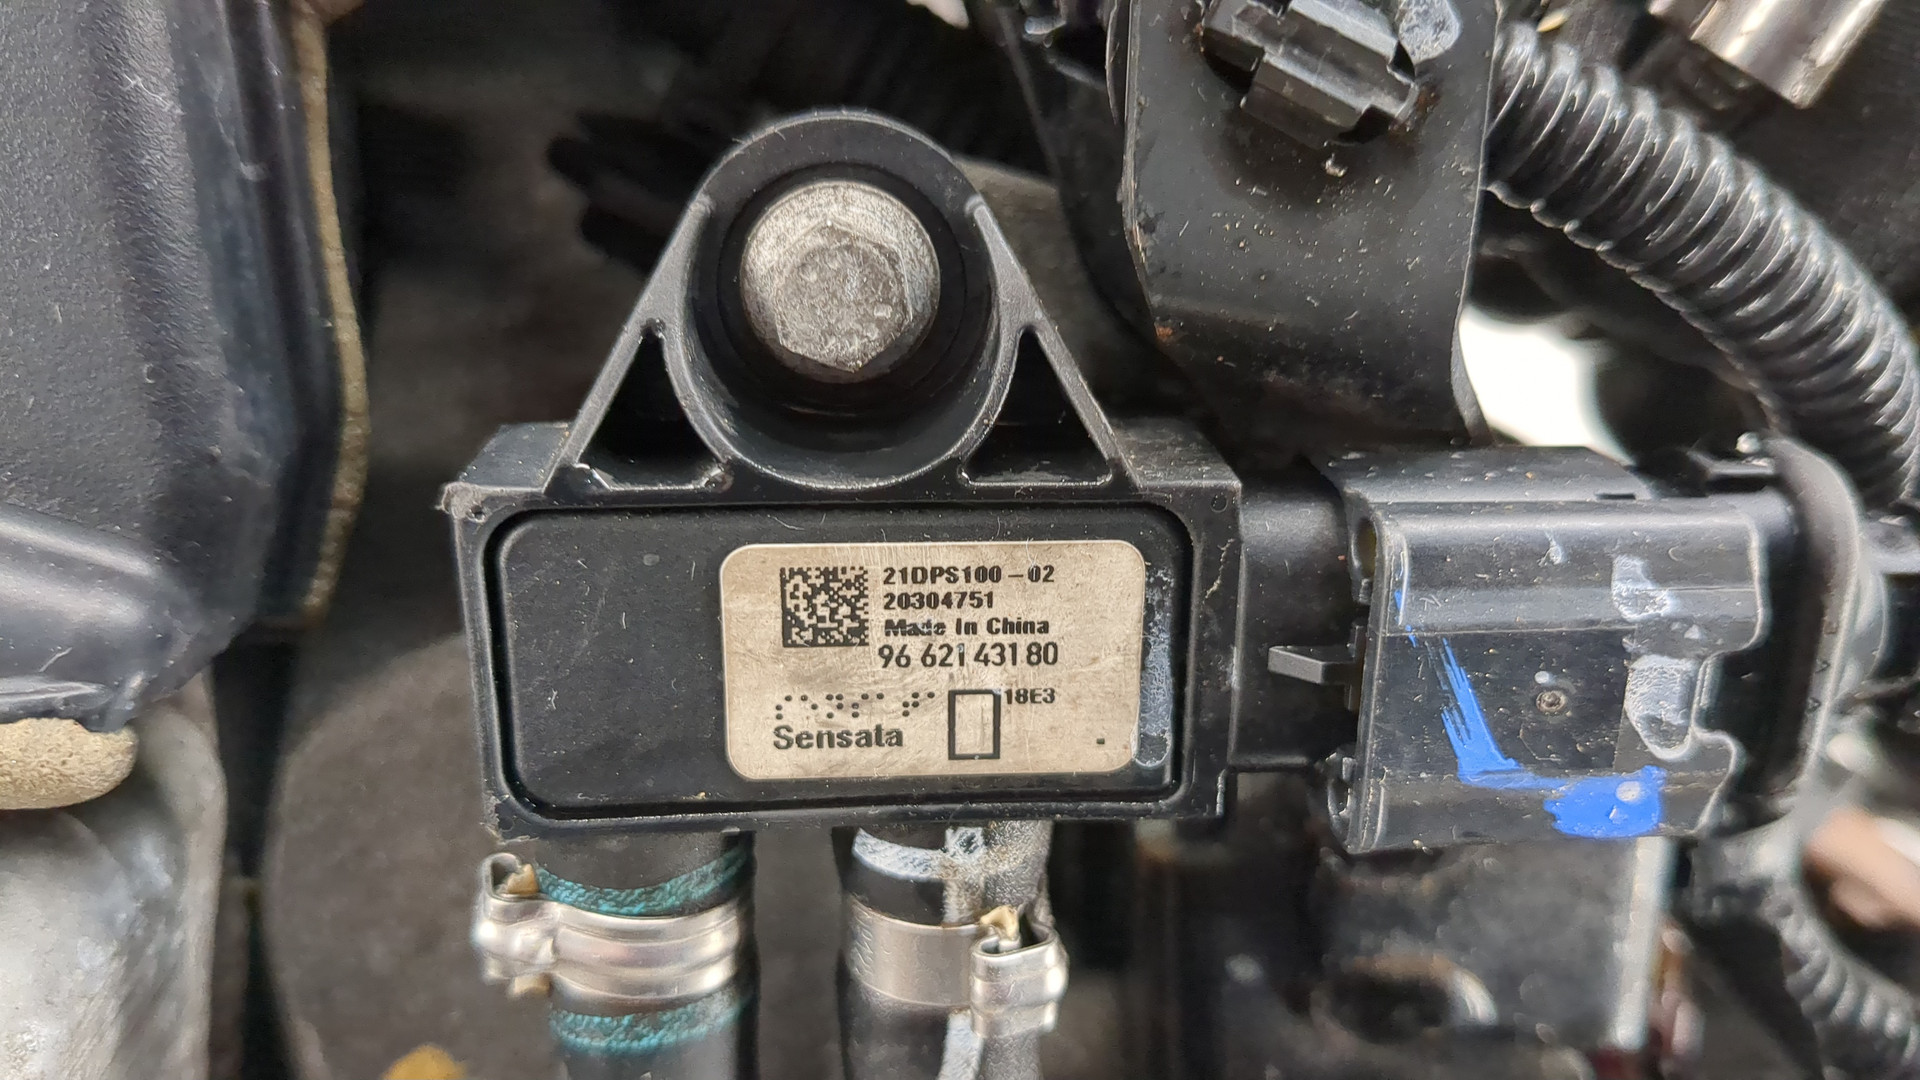 21DPS100-02
20304751
Made In China
96 621 431 80
18E3
Sensata